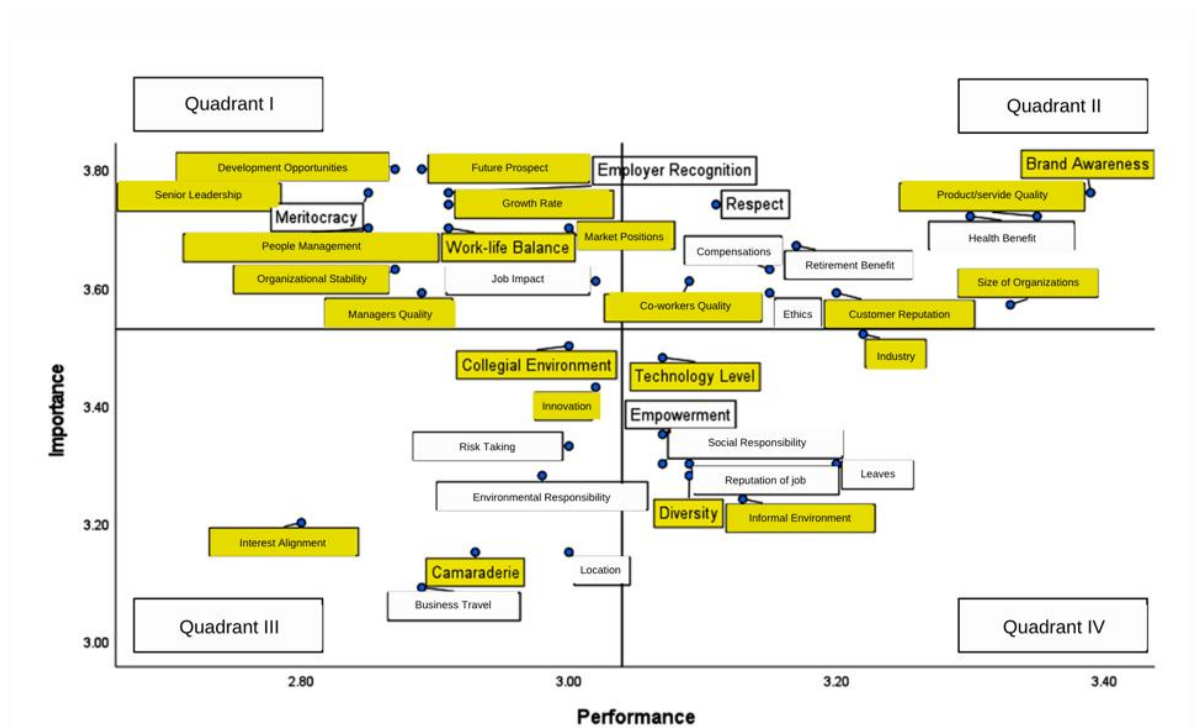 Quadrant I
Quadrant II
3.80
Development Opportunities
Future Prospect
Employer Recognition
Brand Awareness
Senior Leadership
Growth Rate
Respect
Product/servide Quality
Meritocracy
People Management
Work-life Balance
Market Positions
Compensations
Retirement Benefit
Health Benefit
Organizational Stability
Job Impact
Size of Organizations
3.60
Managers Quality
Co-workers Quality
Ethics
Customer Reputation
Industry
Collegial Environment
Technology Level
Importance
3.40
Innovation
Empowerment
Risk Taking
Social Responsibility
Environmental Responsibility
Reputation of job
Leaves
3.20
Diversity
Informal Environment
Interest Alignment
Camaraderie
Location
Business Travel
Quadrant III
Quadrant IV
3.00
2.80
3.00
3.20
3.40
Performance